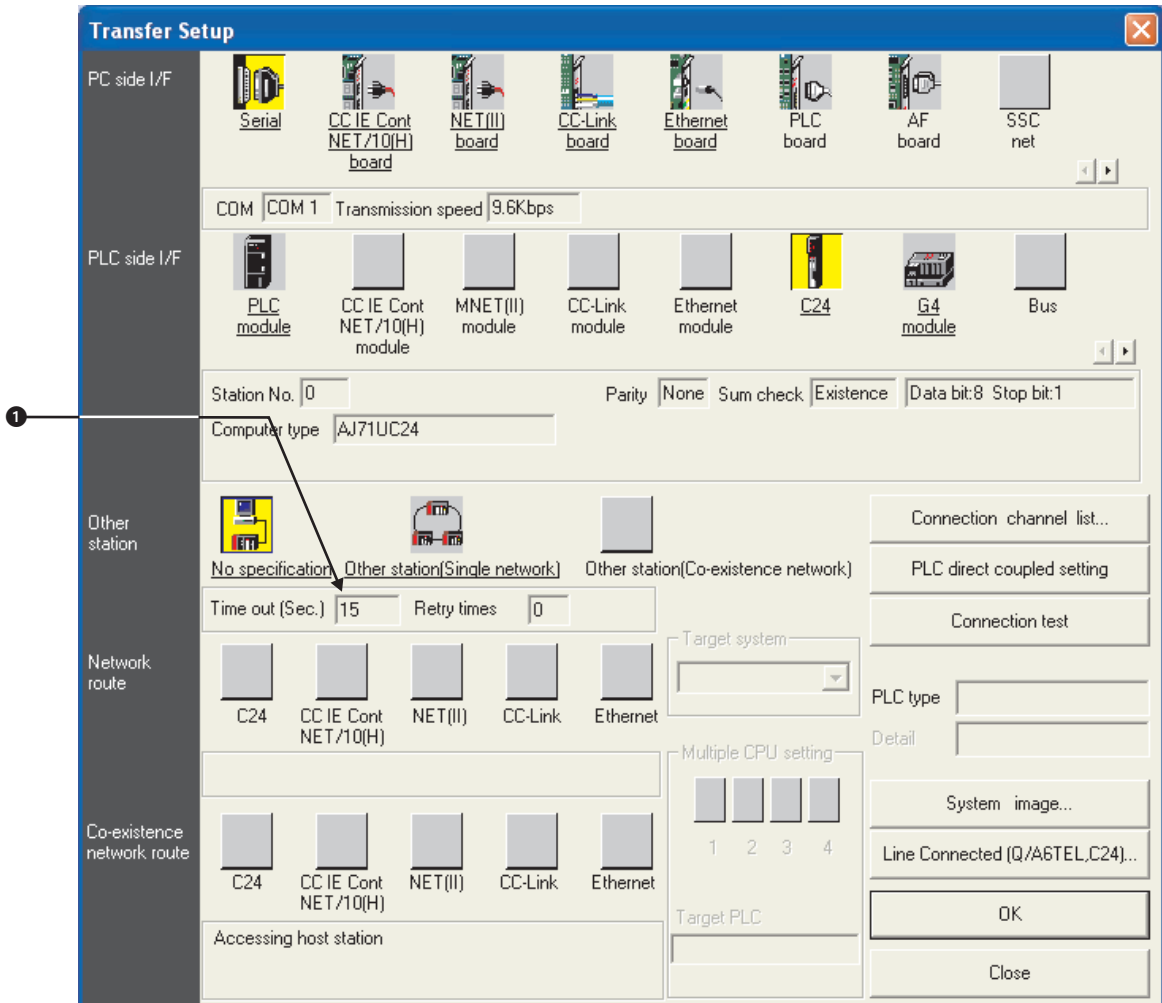 Transfer Setup
PC side I/F
Serial
CC IE Cont
NET/10(H)
board
NET(II)
board
CC-Link
board
Ethernet
board
PLC
board
AF
board
SSC
net
COM COM 1 Transmission speed 9.6Kbps
PLC side I/F
PLC
module
CC IE Cont
NET/10(H)
module
MNET(II)
module
CC-Link
module
Ethernet
module
C24
G4
module
Bus
Station No. 0 Parity None Sum check Existence Data bit:8 Stop bit:1
1
Computer type AJ71UC24
Other
station
No specification
Other station(Single network)
Other station(Co-existence network)
Connection channel list...
PLC direct coupled setting
Time out (Sec.) 15 Retry times 0
Connection test
Network
route
C24
CC IE Cont
NET/10(H)
NET(II)
CC-Link
Ethernet
Target system
PLC type
Detail
Multiple CPU setting
1 2 3 4
System image...
Line Connected (Q/A6TEL,C24)...
Co-existence
network route
C24
CC IE Cont
NET/10(H)
NET(II)
CC-Link
Ethernet
Target PLC
OK
Accessing host station
Close